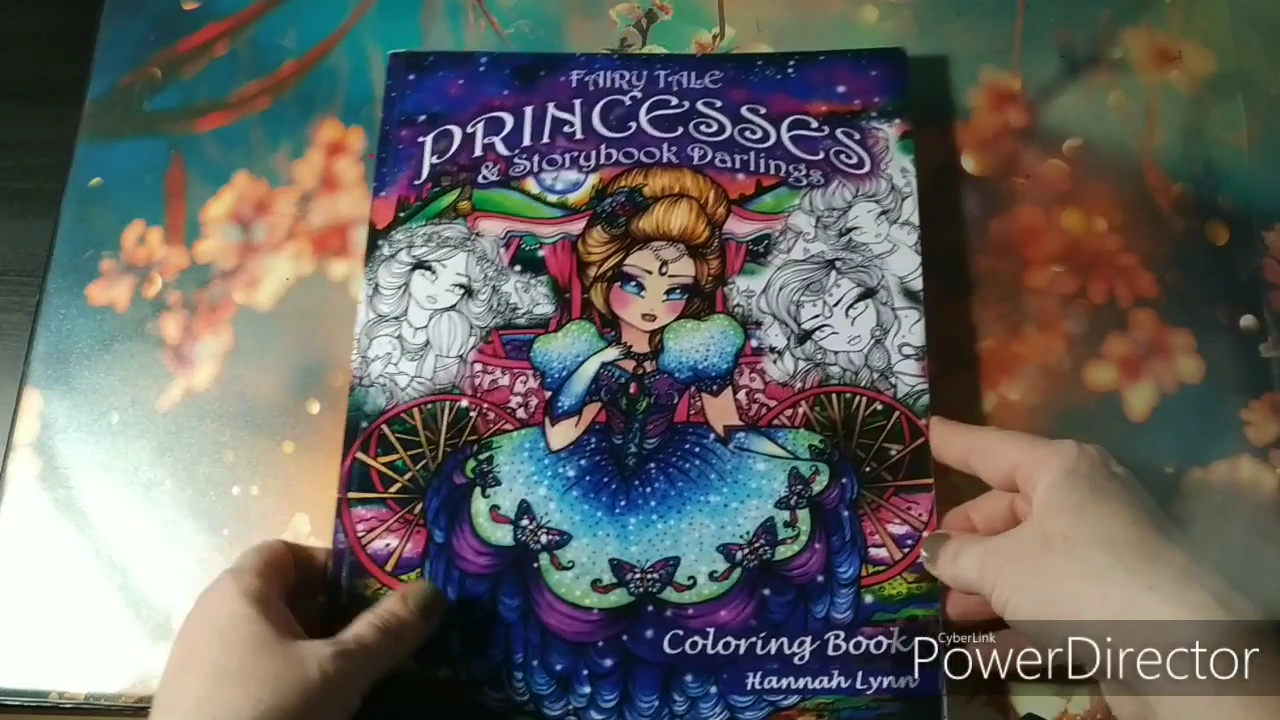 FAIRY TALE
PRINCESSES
& Storybook Darlings
Coloring Book
Hannah Lynn
CyberLink
PowerDirector